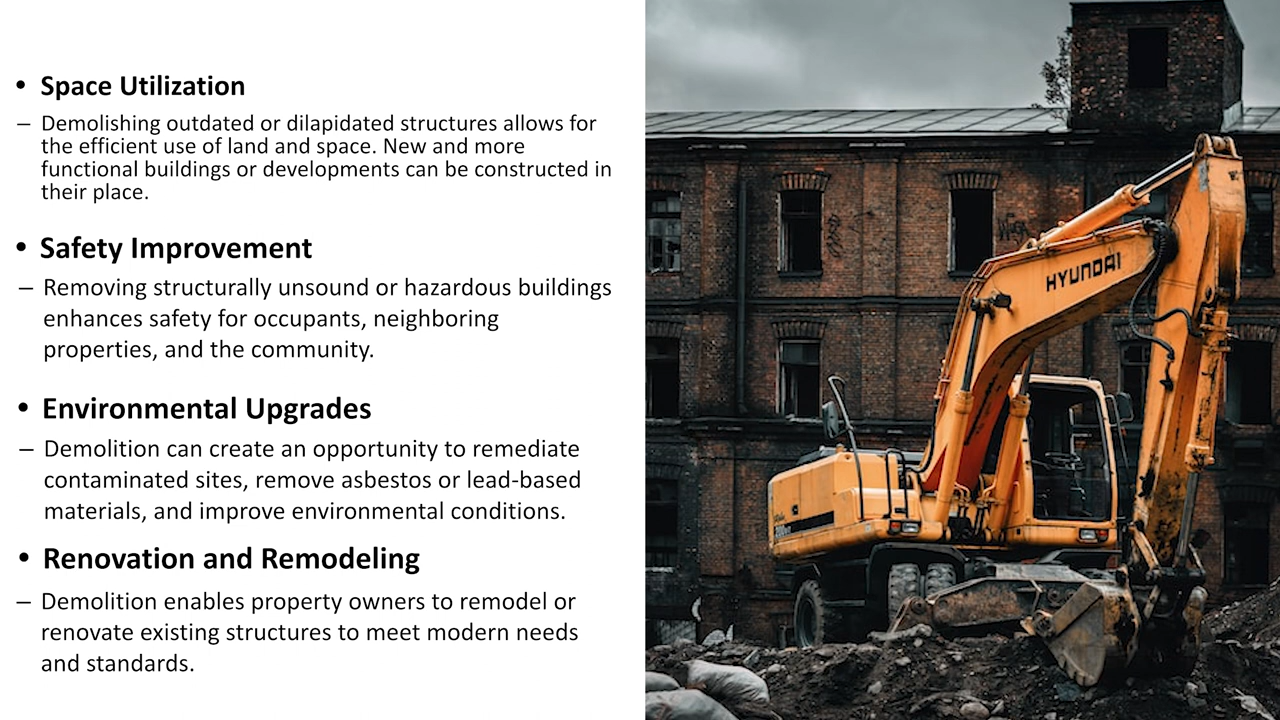 • Space Utilization
– Demolishing outdated or dilapidated structures allows for
the efficient use of land and space. New and more
functional buildings or developments can be constructed in
their place.
• Safety Improvement
– Removing structurally unsound or hazardous buildings
enhances safety for occupants, neighboring
properties, and the community.
• Environmental Upgrades
– Demolition can create an opportunity to remediate
contaminated sites, remove asbestos or lead-based
materials, and improve environmental conditions.
• Renovation and Remodeling
– Demolition enables property owners to remodel or
renovate existing structures to meet modern needs
and standards.
HYUNDAI